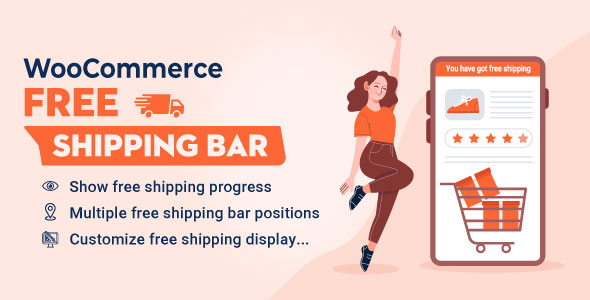 WooCommerce
FREE
SHIPPING BAR
Show free shipping progress
Multiple free shipping bar positions
Customize free shipping display...
You have got free shipping